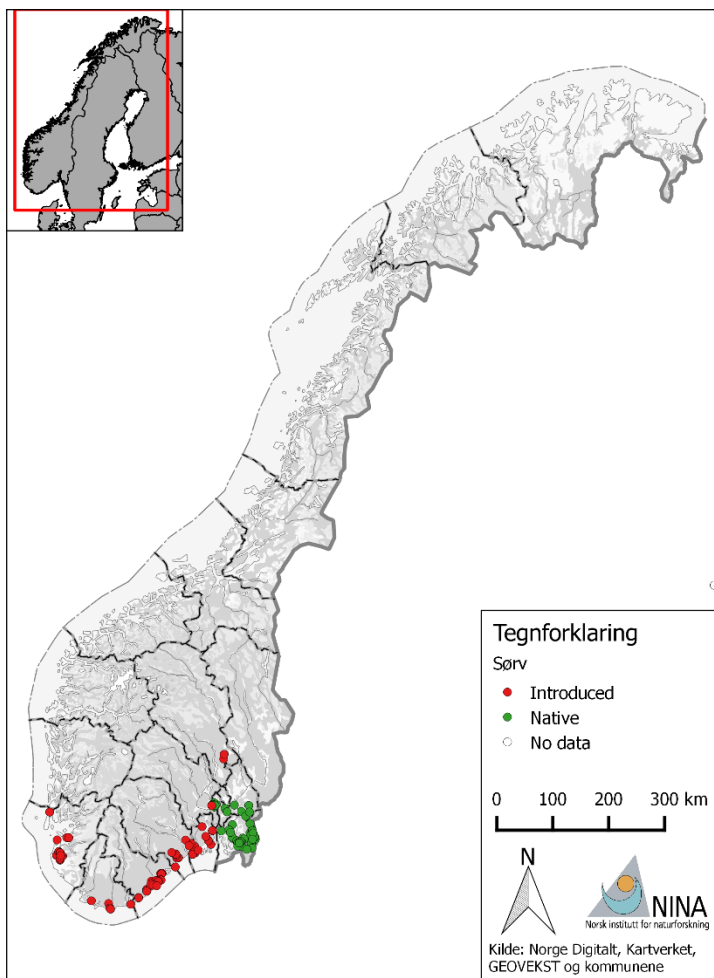 Tegnforklaring
Sørv
Introduced
Native
No data
0 100 200 300 km
N
NINA
Norsk institutt for naturforskning
Kilde: Norge Digitalt, Kartverket,
GEOVEKST og kommunene